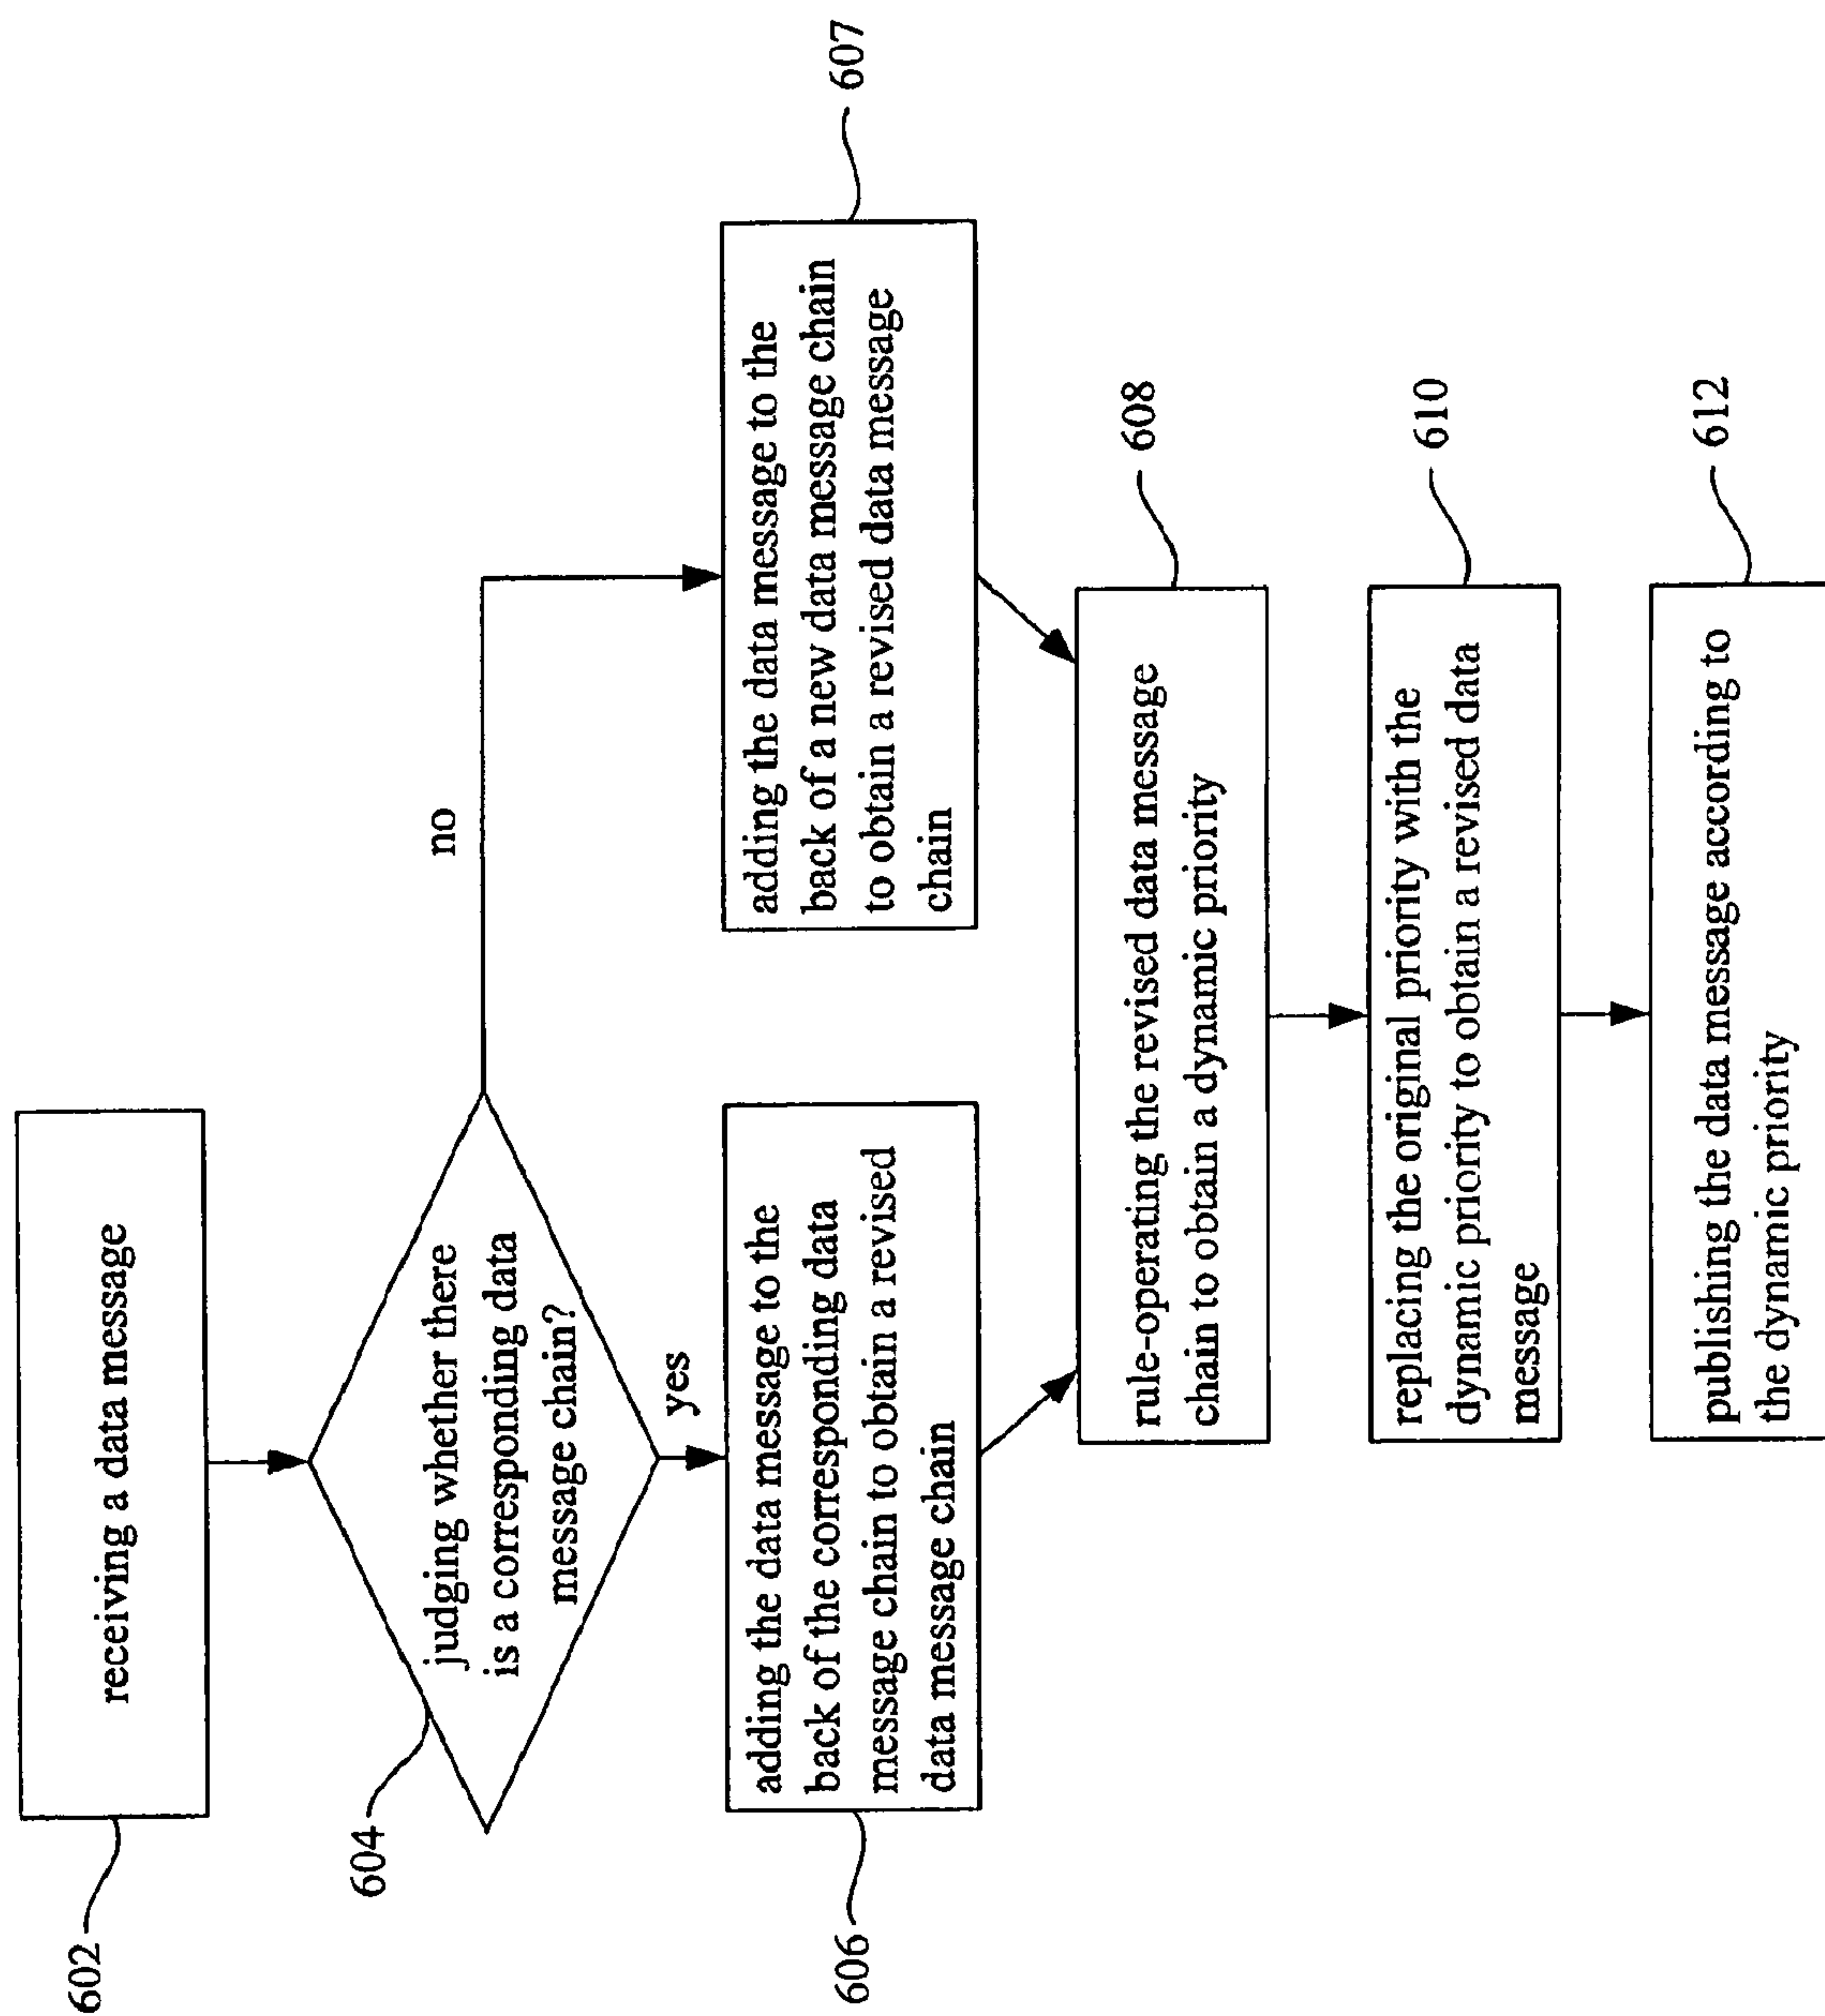 602
receiving a data message
604
judging whether there
is a corresponding data
message chain?
no
yes
606
adding the data message to the
back of the corresponding data
message chain to obtain a revised
data message chain
adding the data message to the
back of a new data message chain
to obtain a revised data message
chain
607
rule-operating the revised data message
chain to obtain a dynamic priority
608
replacing the original priority with the
dynamic priority to obtain a revised data
message
610
publishing the data message according to
the dynamic priority
612